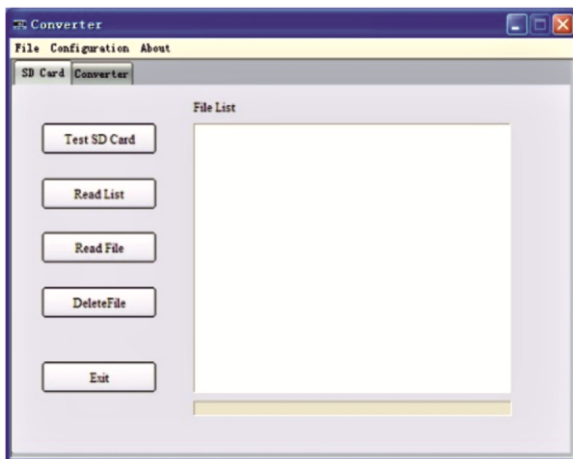 Converter
File Configuration About
SD Card Converter
File List
Test SD Card
Read List
Read File
DeleteFile
Exit